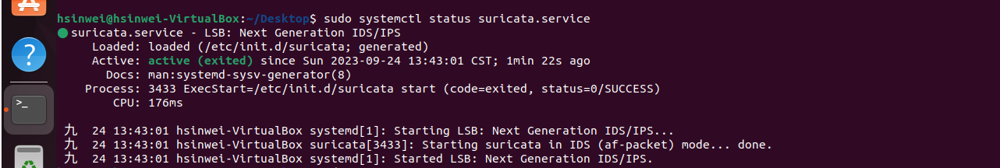 hsinwei@hsinwei-VirtualBox:~/Desktop$ sudo systemctl status suricata.service
● suricata.service - LSB: Next Generation IDS/IPS
     Loaded: loaded (/etc/init.d/suricata; generated)
     Active: active (exited) since Sun 2023-09-24 13:43:01 CST; 1min 22s ago
       Docs: man:systemd-sysv-generator(8)
    Process: 3433 ExecStart=/etc/init.d/suricata start (code=exited, status=0/SUCCESS)
        CPU: 176ms

九  24 13:43:01 hsinwei-VirtualBox systemd[1]: Starting LSB: Next Generation IDS/IPS...
九  24 13:43:01 hsinwei-VirtualBox suricata[3433]: Starting suricata in IDS (af-packet) mode... done.
九  24 13:43:01 hsinwei-VirtualBox systemd[1]: Started LSB: Next Generation IDS/IPS.